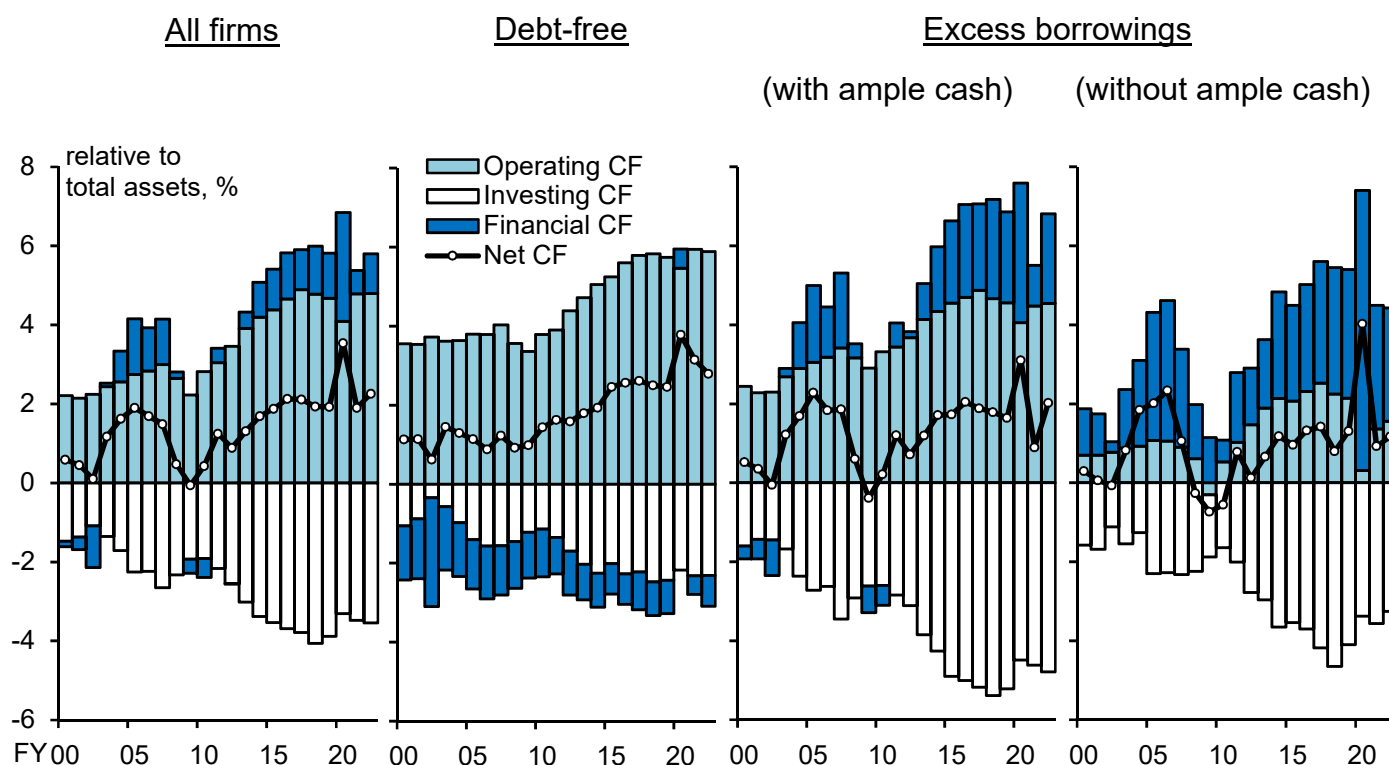 All firms
Debt-free
Excess borrowings
(with ample cash)
(without ample cash)
relative to
total assets, %
Operating CF
Investing CF
Financial CF
Net CF
8
6
4
2
0
-2
-4
-6
FY 00 05 10 15 20
00 05 10 15 20
00 05 10 15 20
00 05 10 15 20